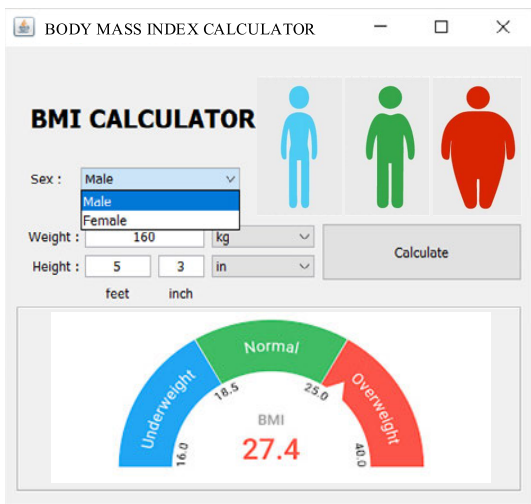 BODY MASS INDEX CALCULATOR
BMI CALCULATOR
Sex : Male
Male
Female
Weight : 160 kg
Height : 5 3 in
feet inch
Calculate
Underweight Normal Overweight
16.0 18.5 25.0 40.0
BMI
27.4